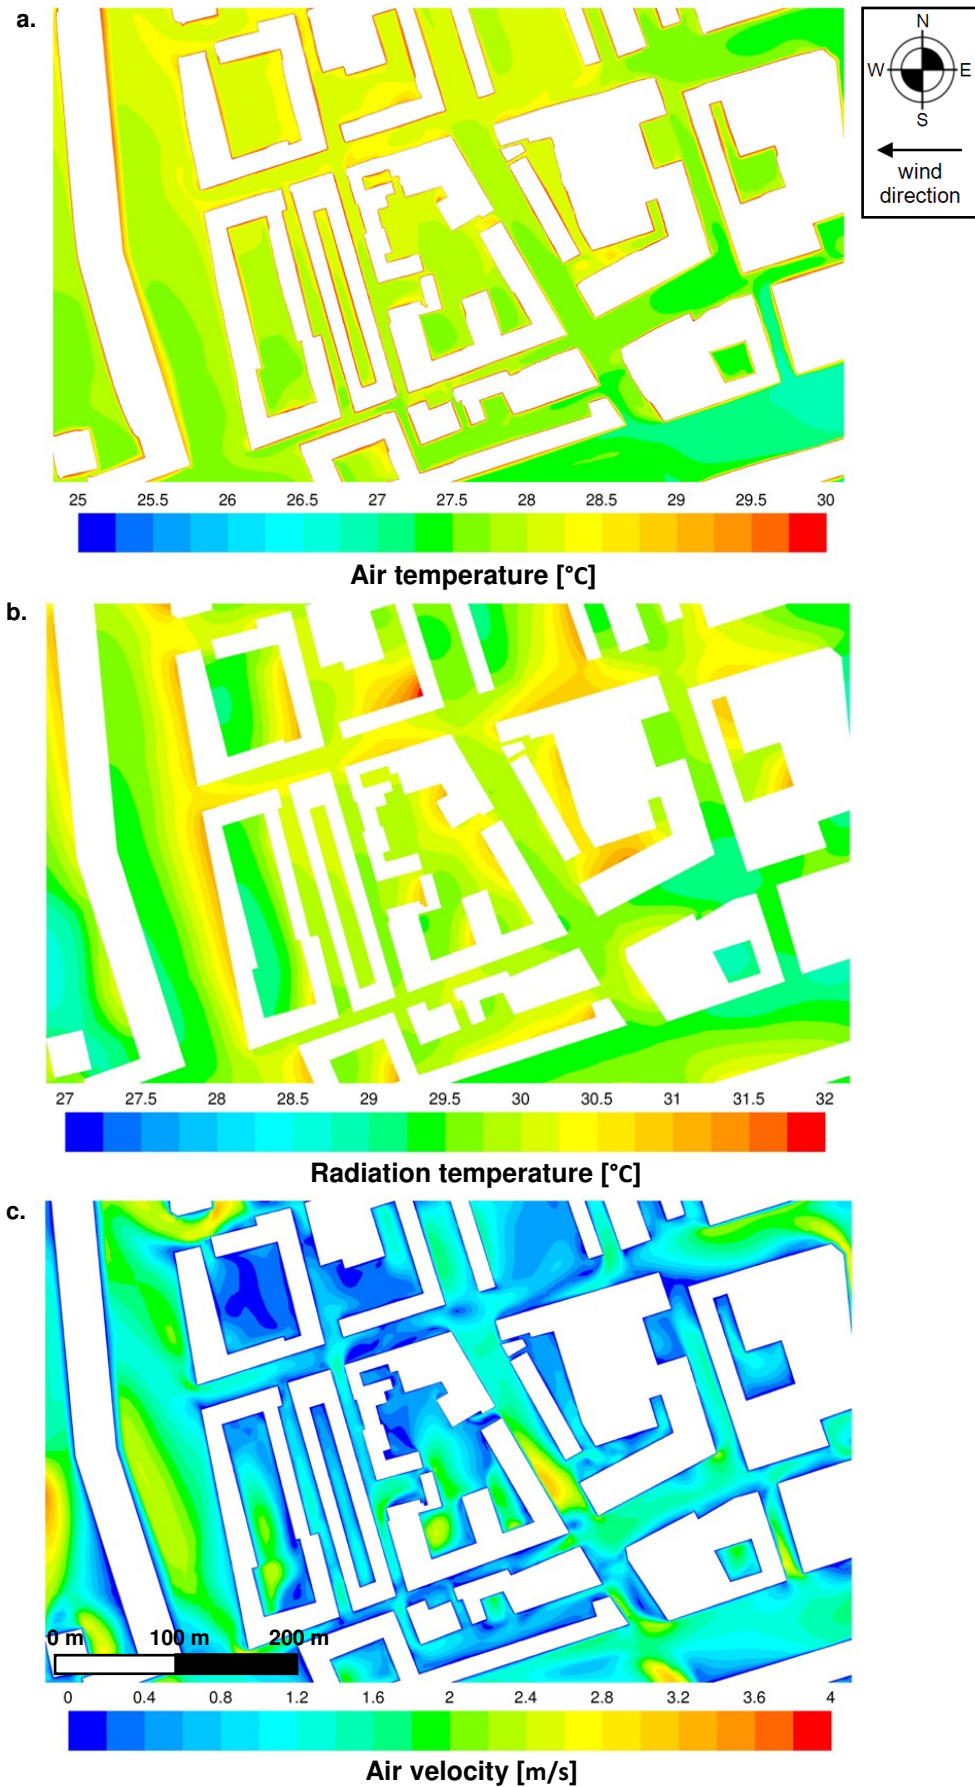 a.
N
W E
S
wind
direction
25 25.5 26 26.5 27 27.5 28 28.5 29 29.5 30
Air temperature [°C]
b.
27 27.5 28 28.5 29 29.5 30 30.5 31 31.5 32
Radiation temperature [°C]
c.
0 m 100 m 200 m
0 0.4 0.8 1.2 1.6 2 2.4 2.8 3.2 3.6 4
Air velocity [m/s]